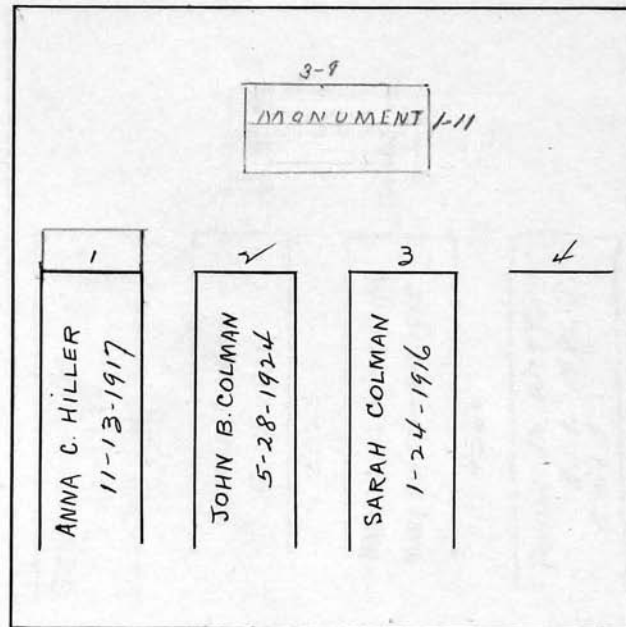 3-9
MONUMENT 1-11
1
2
3
4
ANNA C. HILLER
11-13-1917
JOHN B. COLMAN
5-28-1924
SARAH COLMAN
1-24-1916